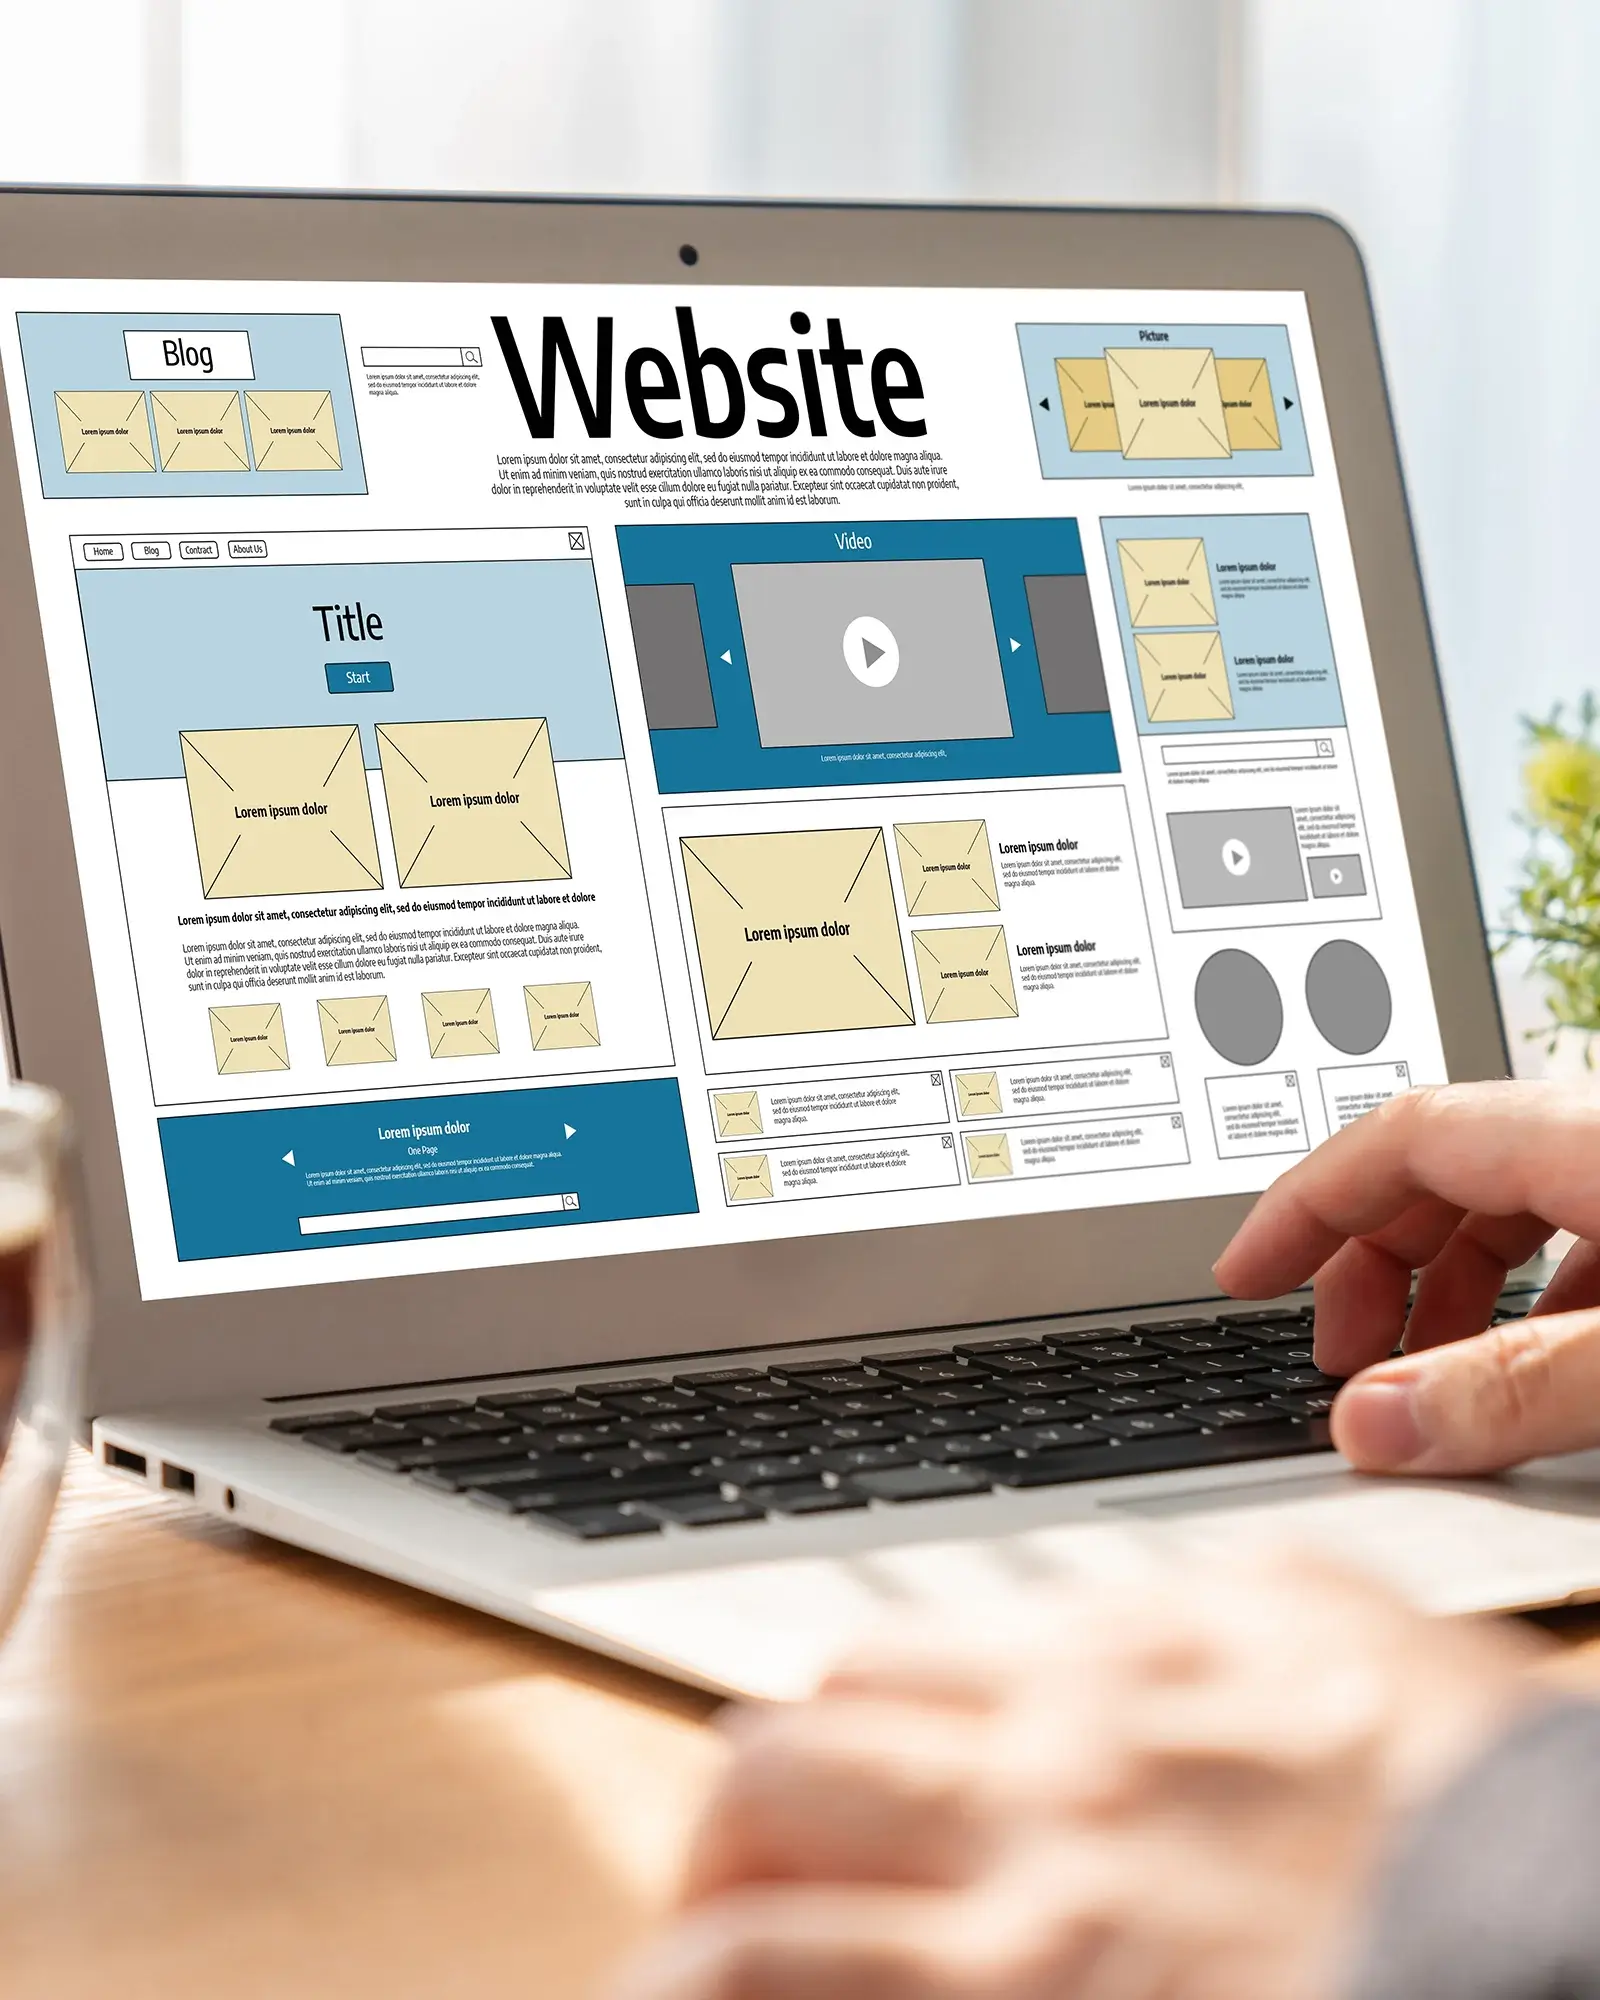 Blog
Lorem ipsum dolor
Lorem ipsum dolor
Lorem ipsum dolor
Lorem ipsum dolor sit amet, consectetur adipiscing elit,
sed do eiusmod tempor incididunt ut labore et dolore
magna aliqua.
Website
Lorem ipsum dolor sit amet, consectetur adipiscing elit, sed do eiusmod tempor incididunt ut labore et dolore magna aliqua.
Ut enim ad minim veniam, quis nostrud exercitation ullamco laboris nisi ut aliquip ex ea commodo consequat. Duis aute irure
dolor in reprehenderit in voluptate velit esse cillum dolore eu fugiat nulla pariatur. Excepteur sint occaecat cupidatat non proident,
sunt in culpa qui officia deserunt mollit anim id est laborum.
Picture
Lorem ipsum
Lorem ipsum dolor
ipsum dolor
Lorem ipsum dolor sit amet, consectetur adipiscing elit,
Home
Blog
Contract
About Us
Title
Start
Lorem ipsum dolor
Lorem ipsum dolor
Lorem ipsum dolor sit amet, consectetur adipiscing elit, sed do eiusmod tempor incididunt ut labore et dolore
Lorem ipsum dolor sit amet, consectetur adipiscing elit, sed do eiusmod tempor incididunt ut labore et dolore magna aliqua.
Ut enim ad minim veniam, quis nostrud exercitation ullamco laboris nisi ut aliquip ex ea commodo consequat. Duis aute irure
dolor in reprehenderit in voluptate velit esse cillum dolore eu fugiat nulla pariatur. Excepteur sint occaecat cupidatat non proident,
sunt in culpa qui officia deserunt mollit anim id est laborum.
Lorem ipsum dolor
Lorem ipsum dolor
Lorem ipsum dolor
Lorem ipsum dolor
Lorem ipsum dolor
One Page
Lorem ipsum dolor sit amet, consectetur adipiscing elit, sed do eiusmod tempor incididunt ut labore et dolore magna aliqua.
Ut enim ad minim veniam, quis nostrud exercitation ullamco laboris nisi ut aliquip ex ea commodo consequat.
Video
Lorem ipsum dolor sit amet, consectetur adipiscing elit,
Lorem ipsum dolor
Lorem ipsum dolor
Lorem ipsum dolor
Lorem ipsum dolor sit amet, consectetur adipiscing elit,
sed do eiusmod tempor incididunt ut labore et dolore
magna aliqua.
Lorem ipsum dolor
Lorem ipsum dolor
Lorem ipsum dolor sit amet, consectetur adipiscing elit,
sed do eiusmod tempor incididunt ut labore et dolore
magna aliqua.
Lorem ipsum dolor
Lorem ipsum dolor sit amet, consectetur adipiscing elit,
sed do eiusmod tempor incididunt ut labore et dolore
magna aliqua.
Lorem ipsum dolor
Lorem ipsum dolor sit amet, consectetur adipiscing elit,
sed do eiusmod tempor incididunt ut labore et dolore
magna aliqua.
Lorem ipsum dolor
Lorem ipsum dolor sit amet, consectetur adipiscing elit,
sed do eiusmod tempor incididunt ut labore et dolore
magna aliqua.
Lorem ipsum dolor
Lorem ipsum dolor sit amet, consectetur adipiscing elit,
sed do eiusmod tempor incididunt ut labore et dolore
magna aliqua.
Lorem ipsum dolor
Lorem ipsum dolor
Lorem ipsum dolor
Lorem ipsum dolor